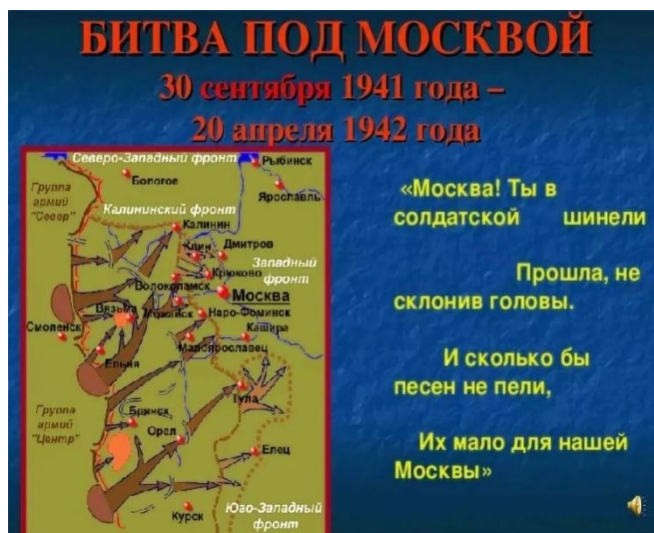 БИТВА ПОД МОСКВОЙ
30 сентября 1941 года –
20 апреля 1942 года
Северо-Западный фронт
Рыбинск
Бологое
Группа
армий
"Север"
Ярославль
Калининский фронт
Калинин
Клин
Дмитров
Западный
фронт
Крюково
Волоколамск
Москва
Вязьма
Можайск
Наро-Фоминск
Смоленск
Кашира
Малоярославец
Ельня
Тула
Группа
армий
"Центр"
Брянск
Орел
Елец
Курск
Юго-Западный
фронт
«Москва! Ты в
солдатской шинели
Прошла, не
склонив головы.
И сколько бы
песен не пели,
Их мало для нашей
Москвы»